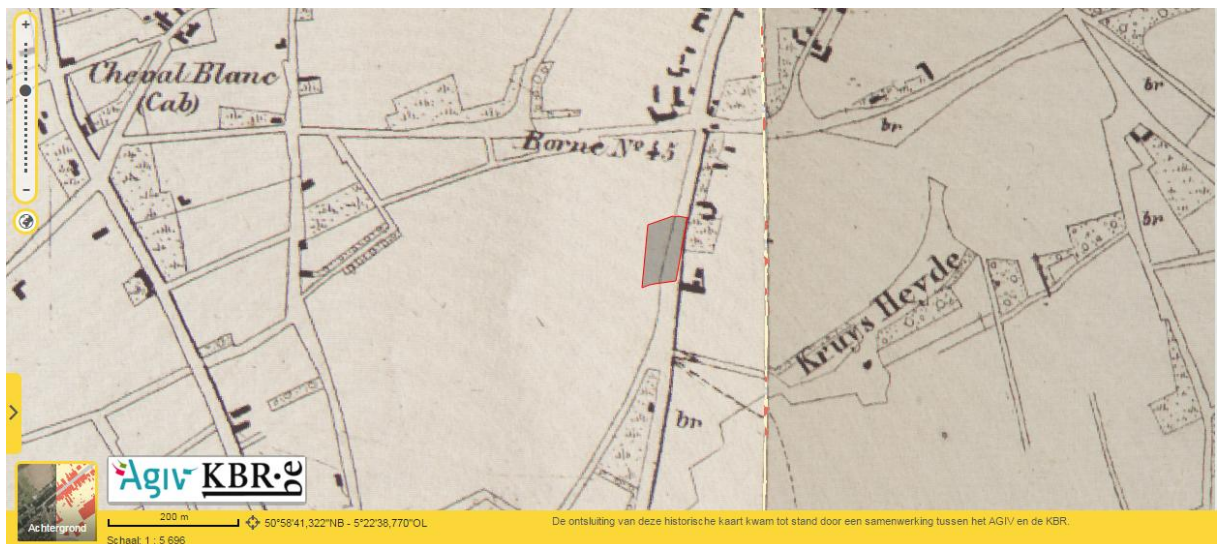 +
Cheval Blanc
(Cab)
Borne No 45
br
br
br
Kruys Heyde
br
−
Agiv KBR.be
Achtergrond
200 m
50°58'41,322"NB - 5°22'38,770"OL
De ontsluiting van deze historische kaart kwam tot stand door een samenwerking tussen het AGIV en de KBR.
Schaal: 1 : 5 696